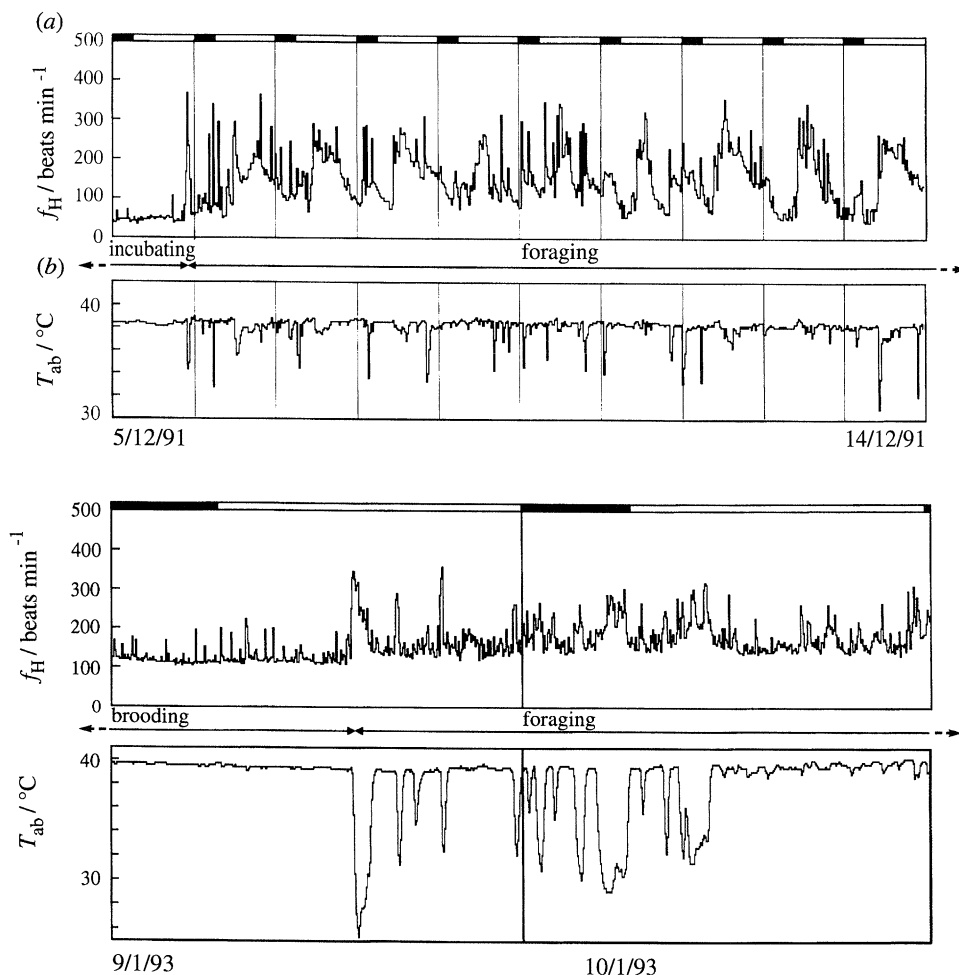 (a)
500
400
300
200
100
0
f_H / beats min⁻¹
incubating
foraging
(b)
40
30
T_ab / °C
5/12/91
14/12/91
500
400
300
200
100
0
f_H / beats min⁻¹
brooding
foraging
40
30
T_ab / °C
9/1/93
10/1/93